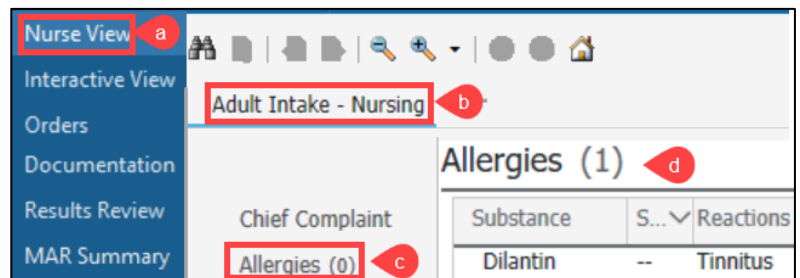 Nurse View
a
Interactive View
Orders
Documentation
Results Review
MAR Summary
Adult Intake - Nursing
b
Chief Complaint
Allergies (0)
c
Allergies (1)
d
Substance S... Reactions
Dilantin -- Tinnitus